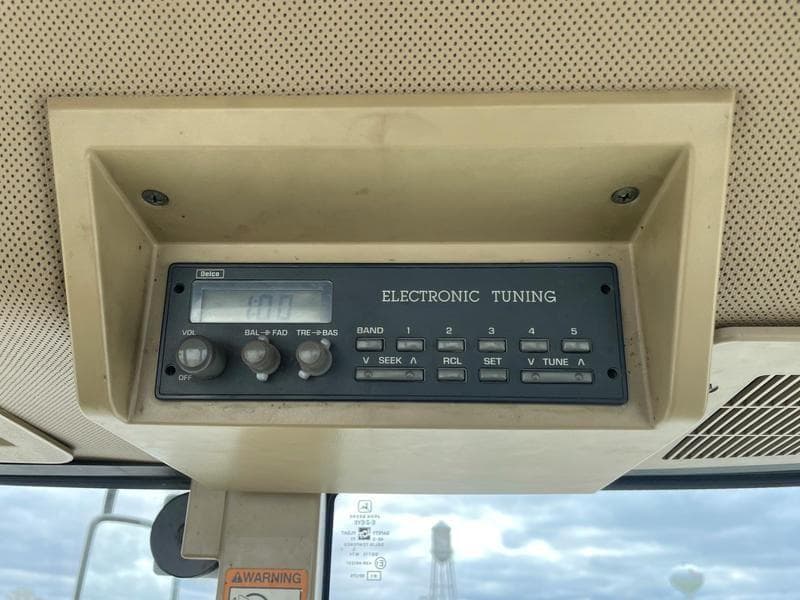 Delco
1:00
ELECTRONIC TUNING
VOL
BAL FAD
TRE BAS
BAND 1 2 3 4 5
OFF
V SEEK Λ RCL SET V TUNE Λ
WARNING